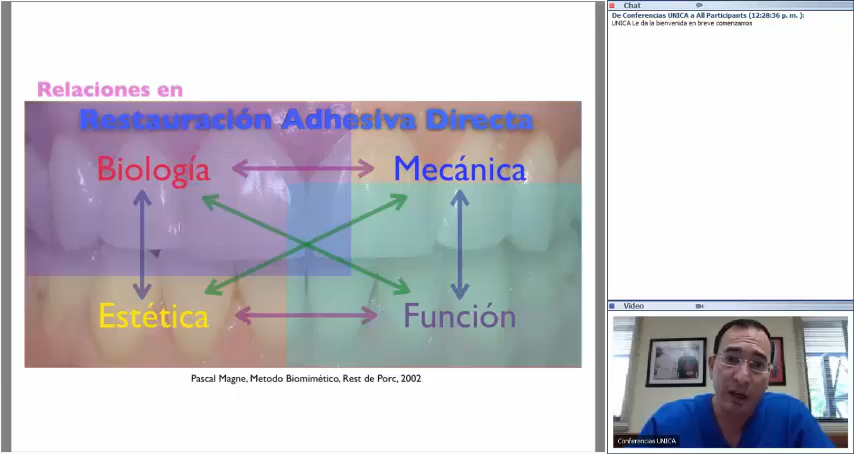 Relaciones en
Restauración Adhesiva Directa
Biología
Mecánica
Estética
Función
Pascal Magne, Metodo Biomimético, Rest de Porc, 2002
Chat
De Conferencias UNICA a All Participants (12:28:36 p. m. ):
UNICA Le da la bienvenida en breve comenzamos
Video
Conferencias UNICA